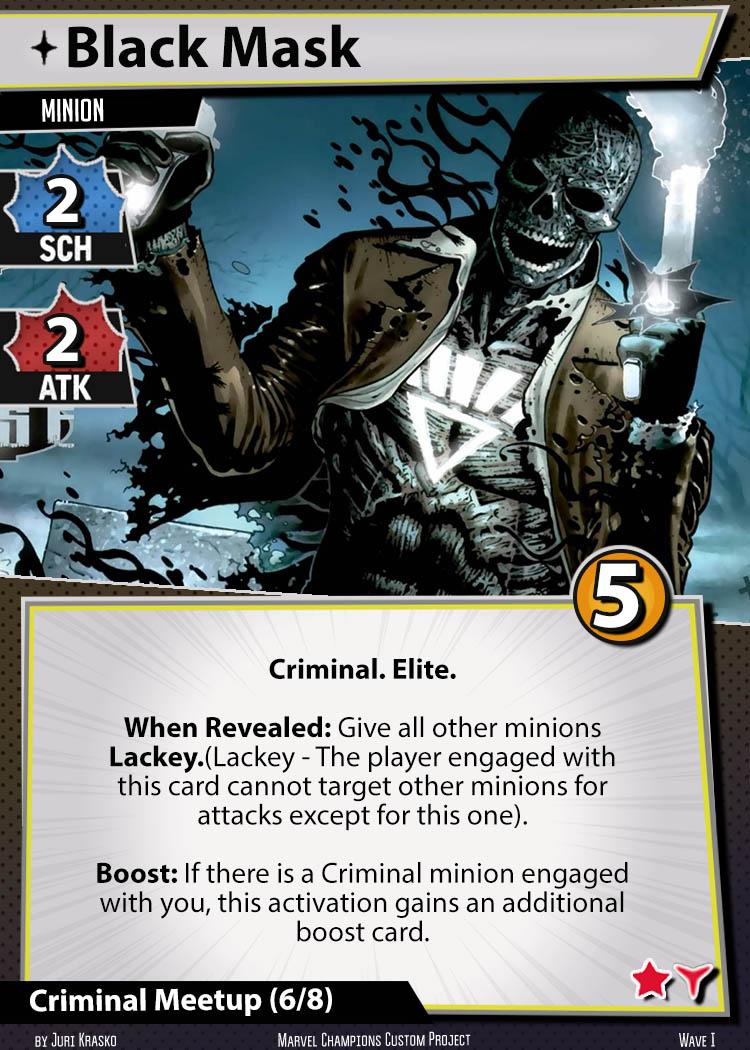 Black Mask
MINION
2
SCH
2
ATK
5
Criminal. Elite.
When Revealed: Give all other minions
Lackey.(Lackey - The player engaged with
this card cannot target other minions for
attacks except for this one).
Boost: If there is a Criminal minion engaged
with you, this activation gains an additional
boost card.
Criminal Meetup (6/8)
by Juri Krasko
Marvel Champions Custom Project
Wave I